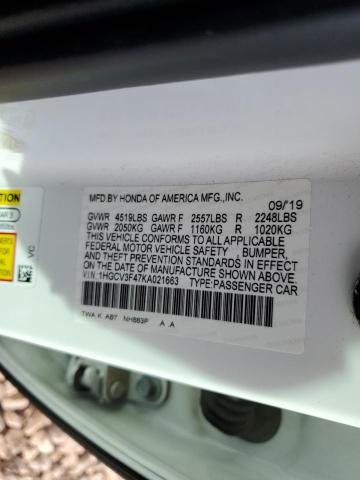 MFD.BY HONDA OF AMERICA MFG.,INC. 09/19
GVWR 4519LBS GAWR F 2557LBS R 2248LBS
GVWR 2050KG GAWR F 1160KG R 1020KG
THIS VEHICLE CONFORMS TO ALL APPLICABLE
FEDERAL MOTOR VEHICLE SAFETY , BUMPER,
AND THEFT PREVENTION STANDARDS IN EFFECT
ON THE DATE OF MANUFACTURE SHOWN ABOVE
V.I.N.:1HGCV3F47KA021663 TYPE:PASSENGER CAR
TWA K AB7 NH883P A A
VC